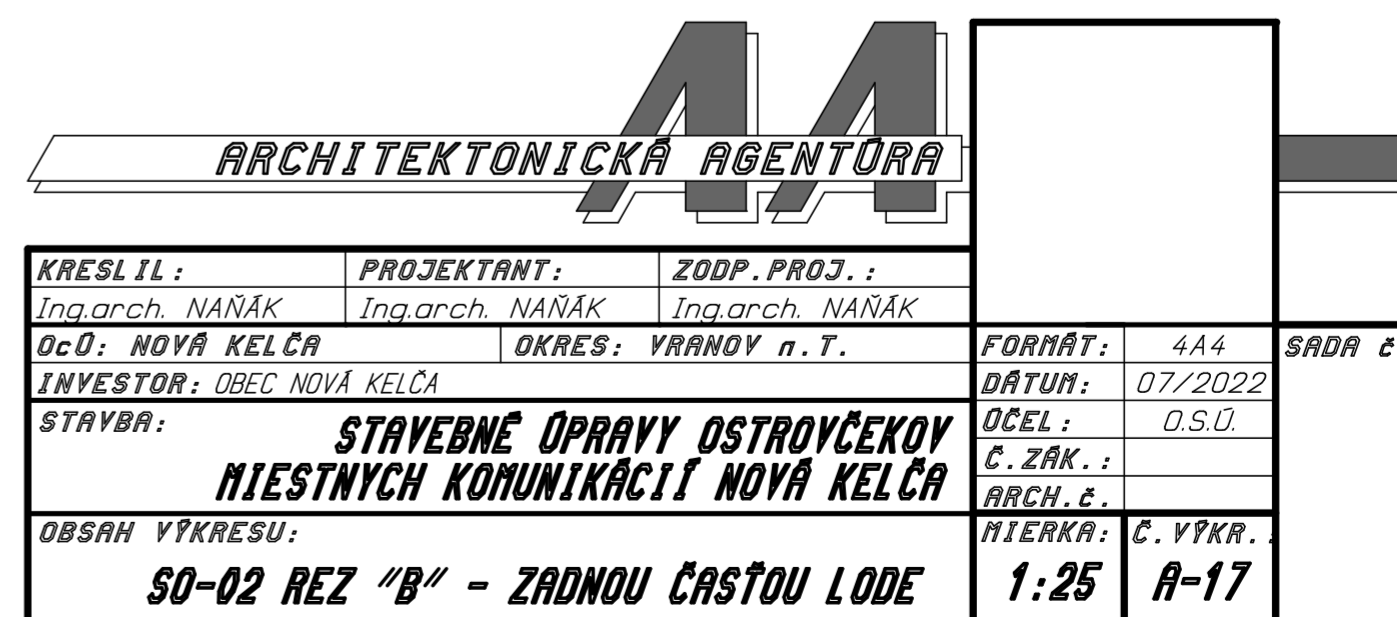 AA
ARCHITEKTONICKÁ AGENTÚRA
KRESLIL: PROJEKTANT: ZODP.PROJ.:
Ing.arch. NAŇÁK Ing.arch. NAŇÁK Ing.arch. NAŇÁK
OcÚ: NOVÁ KELČA OKRES: VRANOV n.T. FORMÁT: 4A4 SADA č
INVESTOR: OBEC NOVÁ KELČA DÁTUM: 07/2022
STAVBA: STAVEBNÉ ÚPRAVY OSTROVČEKOV ÚČEL: O.S.Ú.
MIESTNYCH KOMUNIKÁCIÍ NOVÁ KELČA Č.ZÁK.:
ARCH.č.
OBSAH VÝKRESU: MIERKA: Č.VÝKR.:
SO-02 REZ "B" - ZADNOU ČASŤOU LODE 1:25 A-17